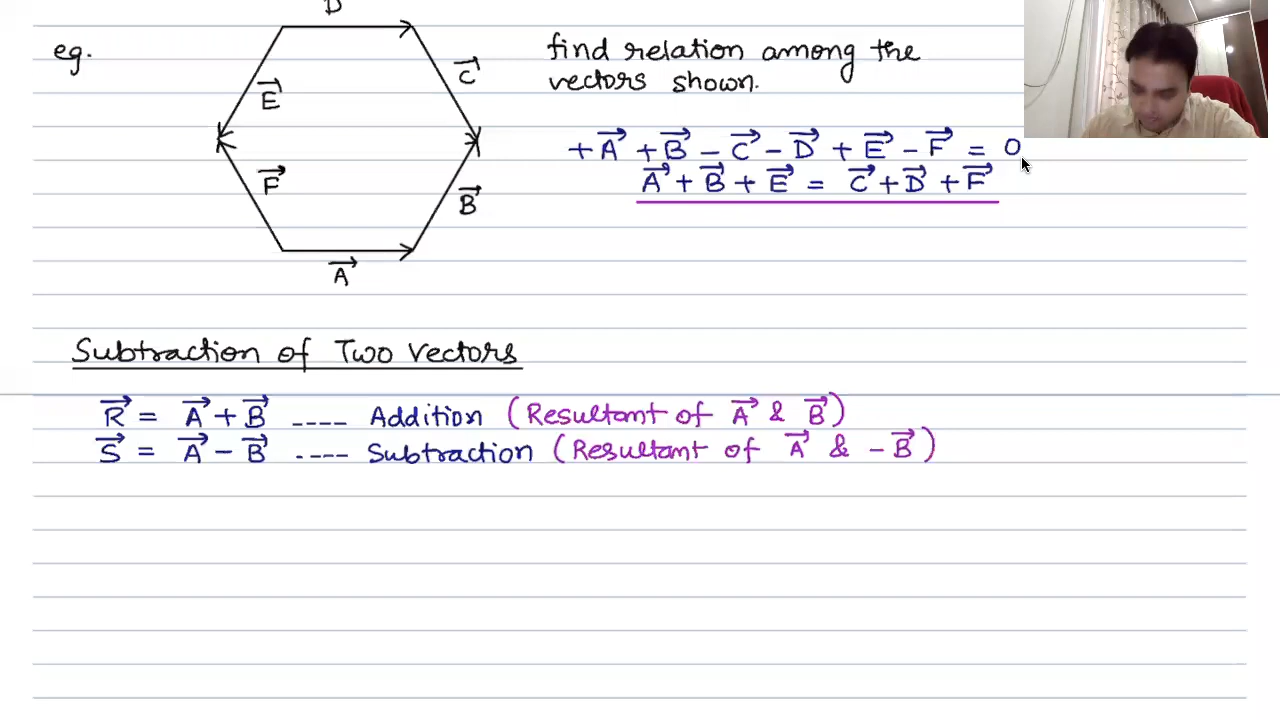 D
eg.
C⃗
E⃗
F⃗
B⃗
A⃗
find relation among the
vectors shown.
+A⃗ +B⃗ – C⃗ – D⃗ + E⃗ – F⃗ = 0
A⃗ + B⃗ + E⃗ = C⃗ + D⃗ + F⃗
Subtraction of Two Vectors
R⃗ = A⃗ + B⃗ ---- Addition (Resultant of A⃗ & B⃗)
S⃗ = A⃗ – B⃗ ---- Subtraction (Resultant of A⃗ & – B⃗)